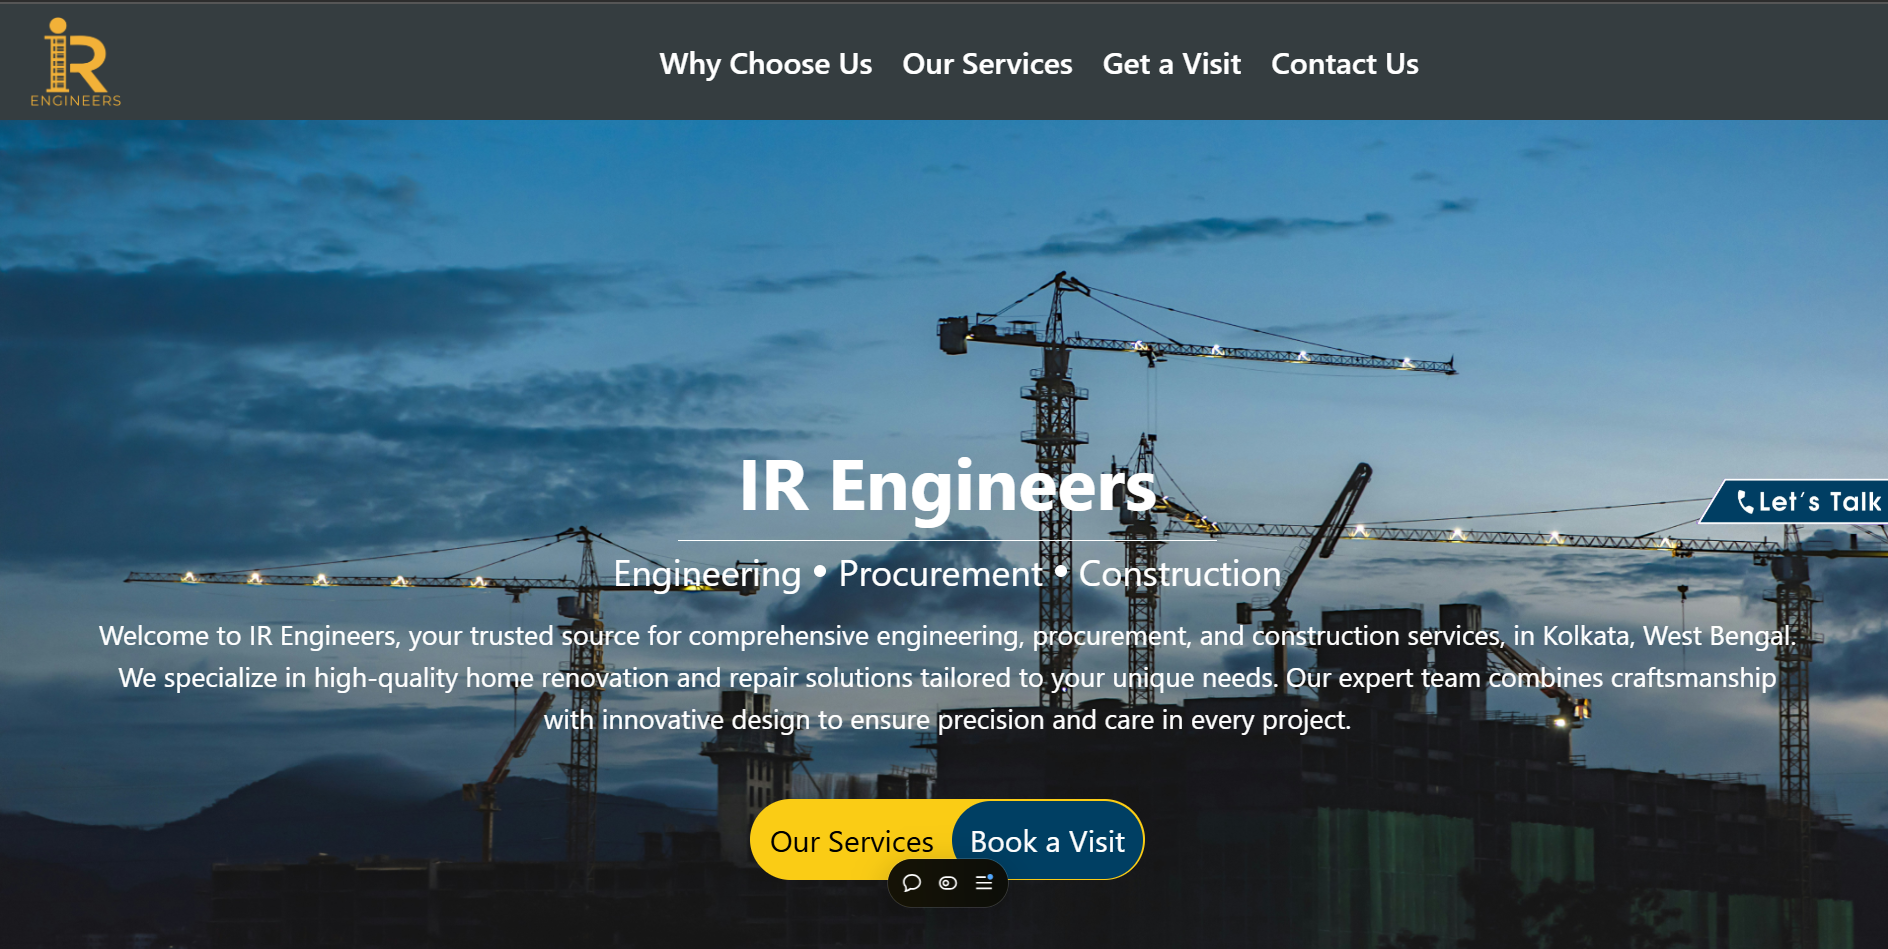 iR
ENGINEERS
Why Choose Us Our Services Get a Visit Contact Us
IR Engineers
Let's Talk
Engineering • Procurement • Construction
Welcome to IR Engineers, your trusted source for comprehensive engineering, procurement, and construction services, in Kolkata, West Bengal.
We specialize in high-quality home renovation and repair solutions tailored to your unique needs. Our expert team combines craftsmanship
with innovative design to ensure precision and care in every project.
Our Services Book a Visit